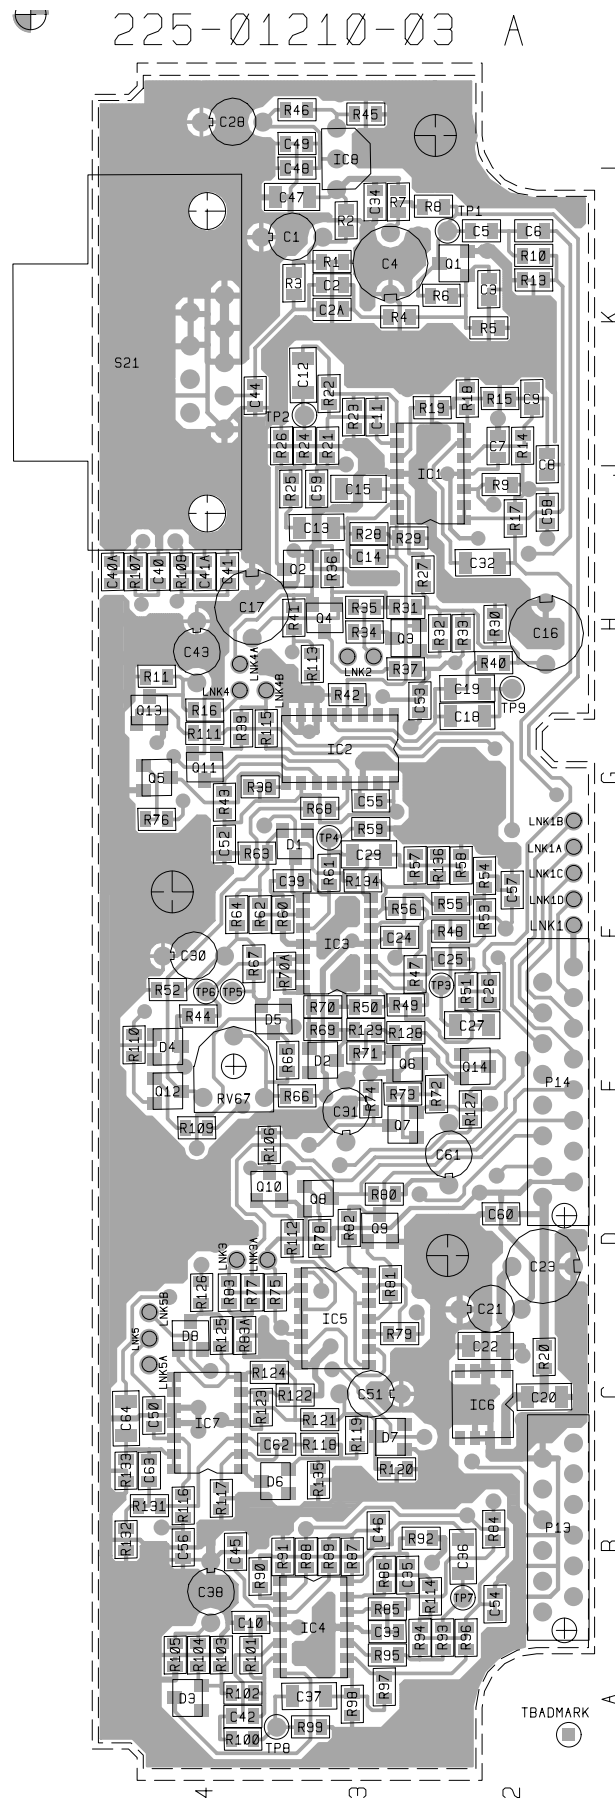 225-01210-03 A
R46
R45
C28
C49
IC8
C48
J
C47
C34
R7
R8
R2
TP1
C1
C5
C6
R1
C4
Q1
R10
R3
C2
R13
C3
R6
C2A
R4
R5
K
S21
C12
C44
R22
R18
R15
C9
R19
TP2
R23
C11
R26
R24
R21
C7
R14
C8
IC1
J
R25
C59
C15
R9
R17
C58
C13
R28
R29
C14
C32
C40A
R107
C40
R108
C41A
C41
Q2
R36
R27
C17
R41
R35
R31
Q4
R34
Q3
R32
R33
R30
C16
H
C43
LNK4A
R113
LNK2
R37
R40
R11
LNK4
LNK4B
R42
C53
C19
TP9
Q13
R16
C18
R111
R39
R115
IC2
Q5
Q11
G
R38
R43
C55
R68
R76
R59
LNK1B
C52
D1
TP4
R63
C29
R57
R136
R58
LNK1A
R54
LNK1C
C39
R61
R134
C57
LNK1D
R64
R62
R60
R56
R55
R53
LNK1
IC3
C24
R48
F
C30
R67
R70A
C25
R47
R52
TP6
TP5
TP3
R51
C26
R44
R70
R50
R49
D5
C27
R69
R129
R128
R110
D4
R65
D2
R71
Q6
Q14
P14
E
Q12
RV67
R66
R74
R73
R72
R127
C31
Q7
R109
R106
C61
Q10
Q8
R80
C60
R112
R78
R82
Q9
D
LNK3
LNK3A
C23
R126
R83
R77
R75
R81
LNK5B
C21
LNK5
D8
R125
R83A
IC5
R79
C22
R20
LNK5A
R124
C
C64
R123
R122
C51
IC6
C20
C50
IC7
R121
C62
R118
R119
D7
R133
C63
D6
R135
R120
R131
R116
R117
P13
R132
C56
C45
C46
R92
R84
B
R91
R88
R89
R87
C36
C38
R90
R86
C35
R114
TP7
C54
C10
R85
IC4
C33
R94
R93
R96
R105
R104
R103
R101
R95
R97
D3
R102
C37
R98
A
C42
TBADMARK
R100
R99
TP8
4
3
2